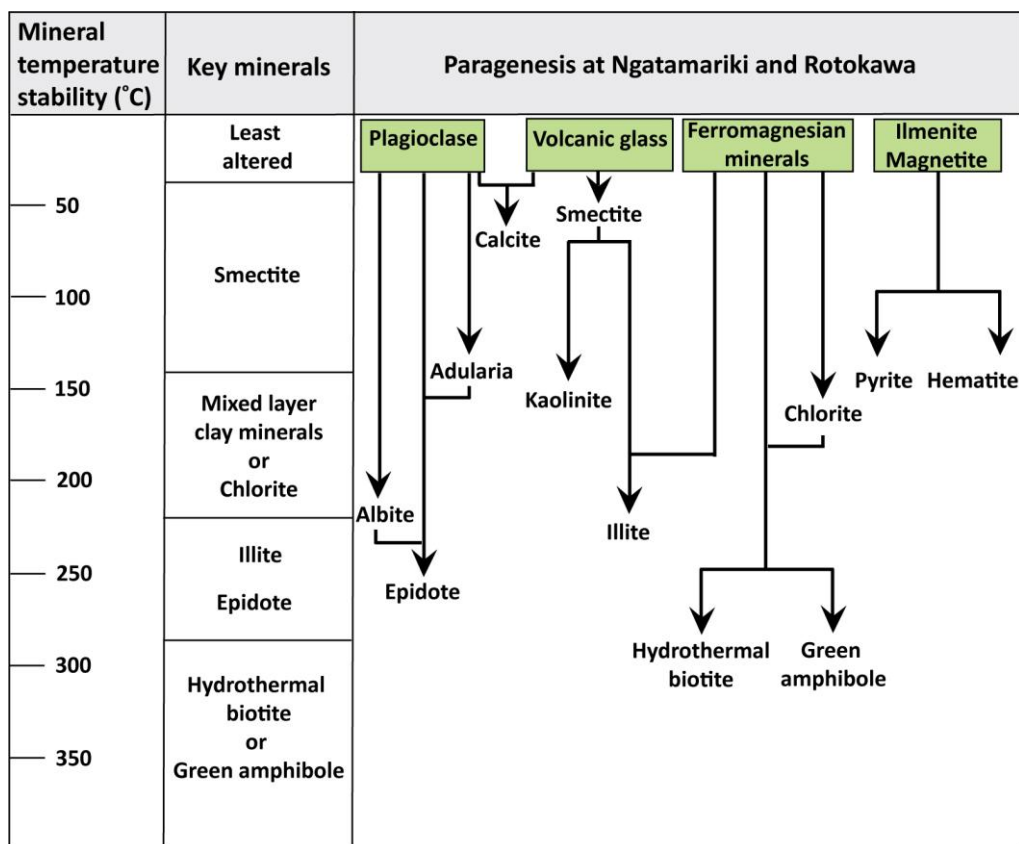 Mineral
temperature
stability (˚C)
Key minerals
Paragenesis at Ngatamariki and Rotokawa
50
100
150
200
250
300
350
Least
altered
Smectite
Mixed layer
clay minerals
or
Chlorite
Illite
Epidote
Hydrothermal
biotite
or
Green amphibole
Plagioclase
Volcanic glass
Ferromagnesian
minerals
Ilmenite
Magnetite
Smectite
Calcite
Adularia
Kaolinite
Pyrite
Hematite
Chlorite
Albite
Illite
Epidote
Hydrothermal
biotite
Green
amphibole